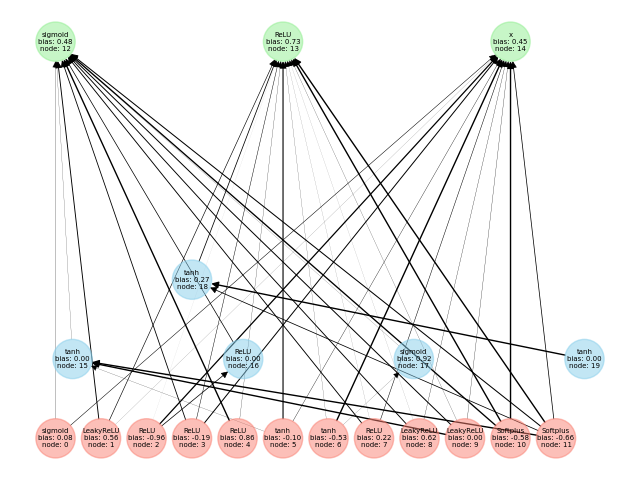 sigmoid
bias: 0.48
node: 12
ReLU
bias: 0.73
node: 13
x
bias: 0.45
node: 14
tanh
bias: 0.27
node: 18
tanh
bias: 0.00
node: 15
ReLU
bias: 0.00
node: 16
sigmoid
bias: 0.92
node: 17
tanh
bias: 0.00
node: 19
sigmoid
bias: 0.08
node: 0
LeakyReLU
bias: 0.56
node: 1
ReLU
bias: -0.96
node: 2
ReLU
bias: -0.19
node: 3
ReLU
bias: 0.86
node: 4
tanh
bias: -0.10
node: 5
tanh
bias: -0.53
node: 6
ReLU
bias: 0.22
node: 7
LeakyReLU
bias: 0.62
node: 8
LeakyReLU
bias: 0.00
node: 9
Softplus
bias: -0.58
node: 10
Softplus
bias: -0.66
node: 11